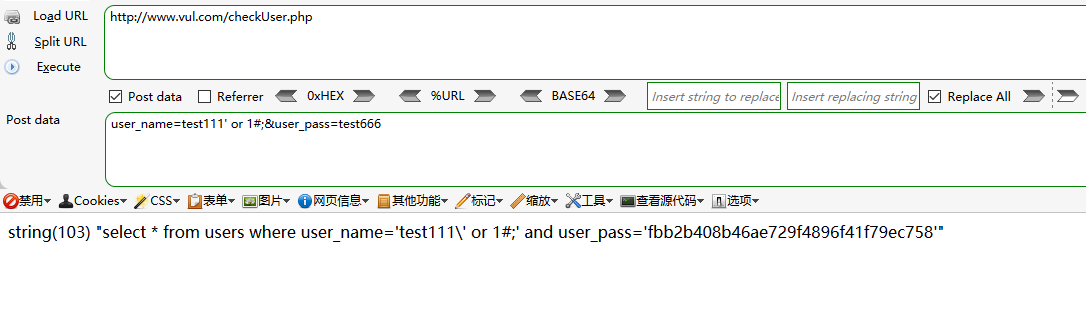 Load URL
http://www.vul.com/checkUser.php
Split URL
Execute
Post data Referrer 0xHEX %URL BASE64 Insert string to replace Insert replacing string Replace All
Post data
user_name=test111' or 1#;&user_pass=test666
禁用 Cookies CSS 表单 图片 网页信息 其他功能 标记 缩放 工具 查看源代码 选项
string(103) "select * from users where user_name='test111\' or 1#;' and user_pass='fbb2b408b46ae729f4896f41f79ec758'"